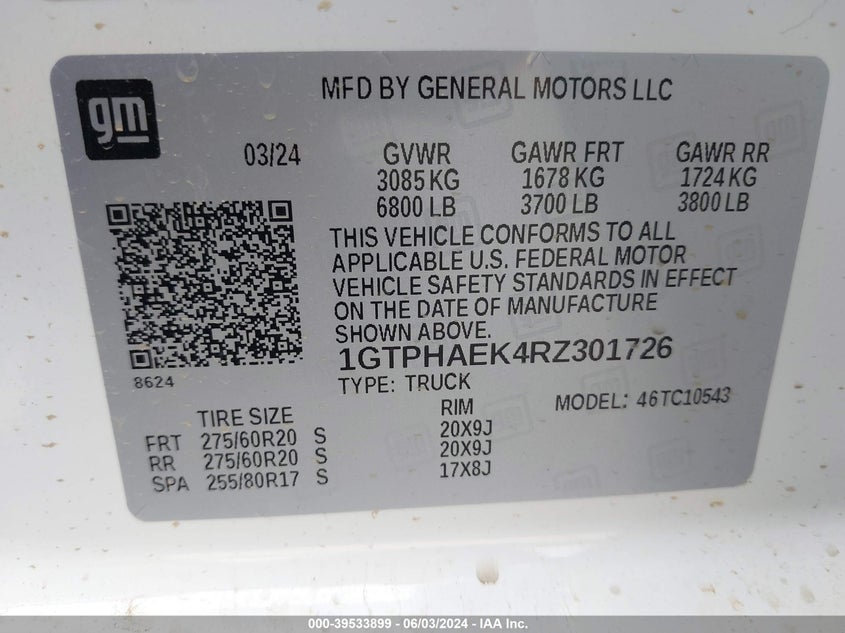 gm
MFD BY GENERAL MOTORS LLC
03/24 GVWR GAWR FRT GAWR RR
3085 KG 1678 KG 1724 KG
6800 LB 3700 LB 3800 LB
THIS VEHICLE CONFORMS TO ALL
APPLICABLE U.S. FEDERAL MOTOR
VEHICLE SAFETY STANDARDS IN EFFECT
ON THE DATE OF MANUFACTURE
SHOWN ABOVE.
1GTPHAEK4RZ301726
8624
TYPE: TRUCK
MODEL: 46TC10543
TIRE SIZE RIM
FRT 275/60R20 S 20X9J
RR 275/60R20 S 20X9J
SPA 255/80R17 S 17X8J
000-39533899 - 06/03/2024 - IAA Inc.